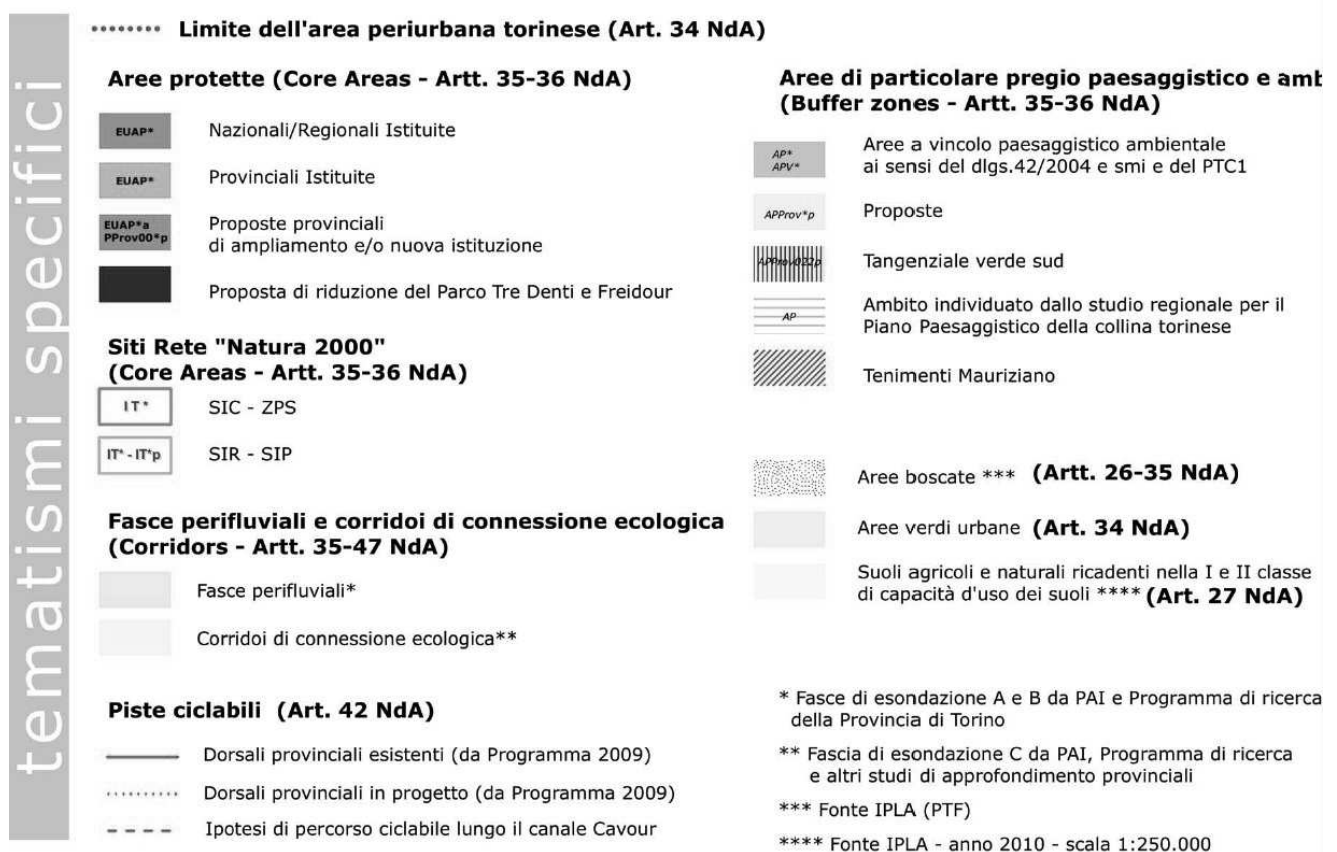 tematismi specifici
Limite dell'area periurbana torinese (Art. 34 NdA)
Aree protette (Core Areas - Artt. 35-36 NdA)
EUAP*
Nazionali/Regionali Istituite
EUAP*
Provinciali Istituite
EUAP*a
PProv00*p
Proposte provinciali
di ampliamento e/o nuova istituzione
Proposta di riduzione del Parco Tre Denti e Freidour
Siti Rete "Natura 2000"
(Core Areas - Artt. 35-36 NdA)
IT*
SIC - ZPS
IT* - IT*p
SIR - SIP
Fasce perifluviali e corridoi di connessione ecologica
(Corridors - Artt. 35-47 NdA)
Fasce perifluviali*
Corridoi di connessione ecologica**
Piste ciclabili (Art. 42 NdA)
Dorsali provinciali esistenti (da Programma 2009)
Dorsali provinciali in progetto (da Programma 2009)
Ipotesi di percorso ciclabile lungo il canale Cavour
Aree di particolare pregio paesaggistico e amb
(Buffer zones - Artt. 35-36 NdA)
AP*
APV*
Aree a vincolo paesaggistico ambientale
ai sensi del dlgs.42/2004 e smi e del PTC1
APProv*p
Proposte
APProv022p
Tangenziale verde sud
AP
Ambito individuato dallo studio regionale per il
Piano Paesaggistico della collina torinese
Tenimenti Mauriziano
Aree boscate *** (Artt. 26-35 NdA)
Aree verdi urbane (Art. 34 NdA)
Suoli agricoli e naturali ricadenti nella I e II classe
di capacità d'uso dei suoli **** (Art. 27 NdA)
* Fasce di esondazione A e B da PAI e Programma di ricerca
della Provincia di Torino
** Fascia di esondazione C da PAI, Programma di ricerca
e altri studi di approfondimento provinciali
*** Fonte IPLA (PTF)
**** Fonte IPLA - anno 2010 - scala 1:250.000